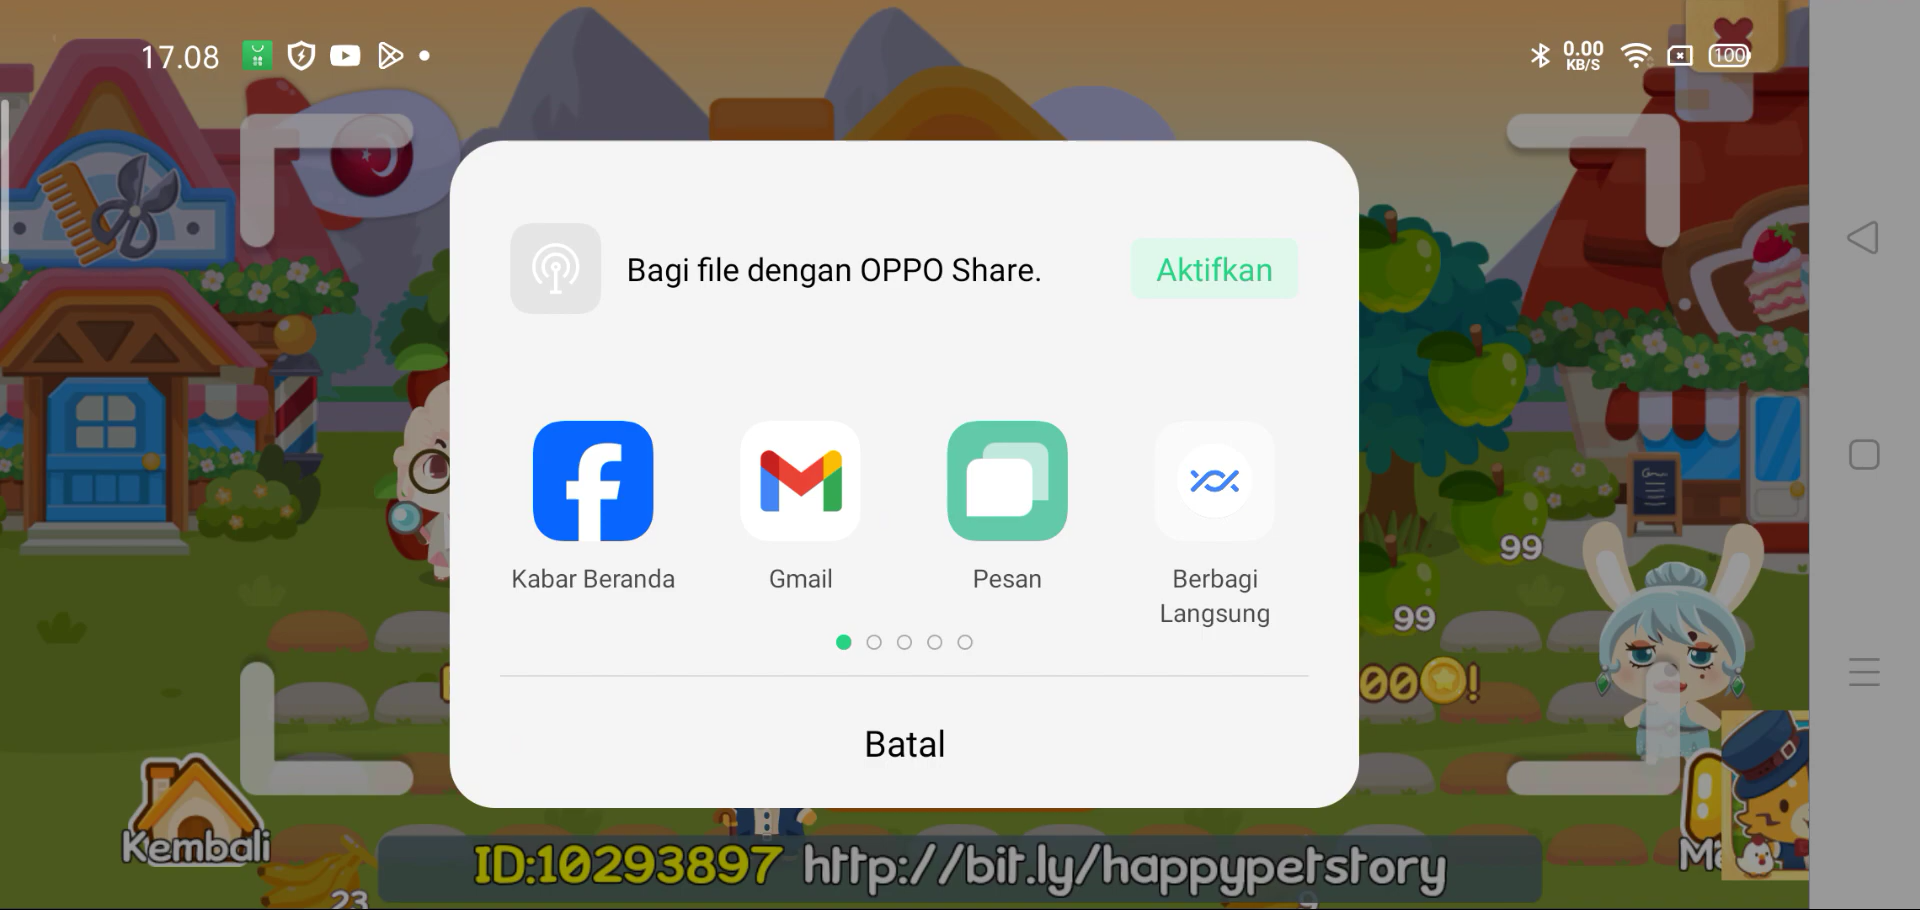 17.08
0.00
KB/S
100
Bagi file dengan OPPO Share.
Aktifkan
Kabar Beranda
Gmail
Pesan
Berbagi
Langsung
99
99
00!
Batal
Kembali
23
ID:10293897 http://bit.ly/happypetstory